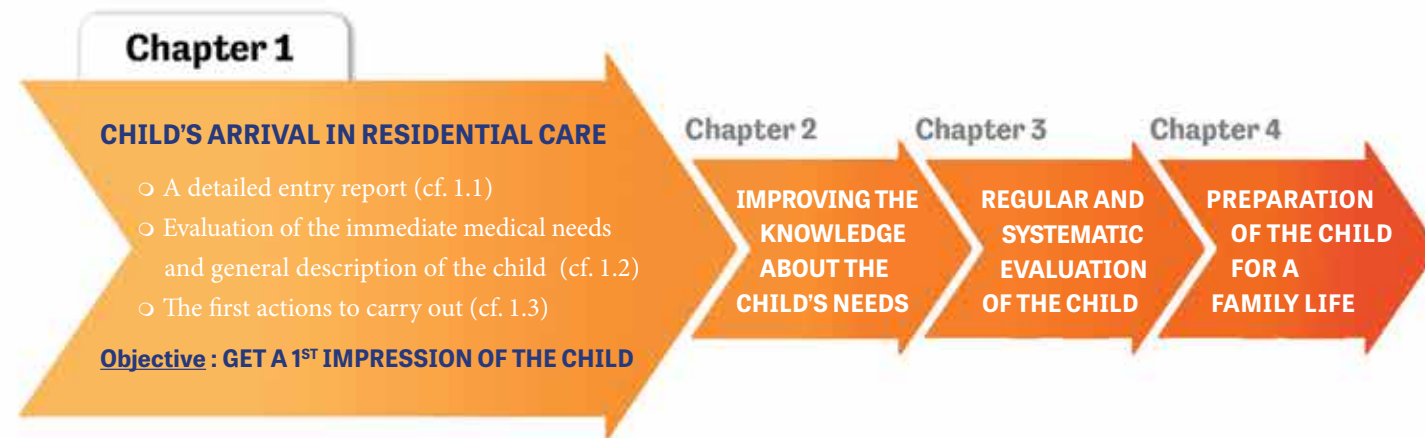 Chapter 1
CHILD'S ARRIVAL IN RESIDENTIAL CARE
❍ A detailed entry report (cf. 1.1)
❍ Evaluation of the immediate medical needs
and general description of the child (cf. 1.2)
❍ The first actions to carry out (cf. 1.3)
Objective : GET A 1ST IMPRESSION OF THE CHILD
Chapter 2
IMPROVING THE
KNOWLEDGE
ABOUT THE
CHILD'S NEEDS
Chapter 3
REGULAR AND
SYSTEMATIC
EVALUATION
OF THE CHILD
Chapter 4
PREPARATION
OF THE CHILD
FOR A
FAMILY LIFE